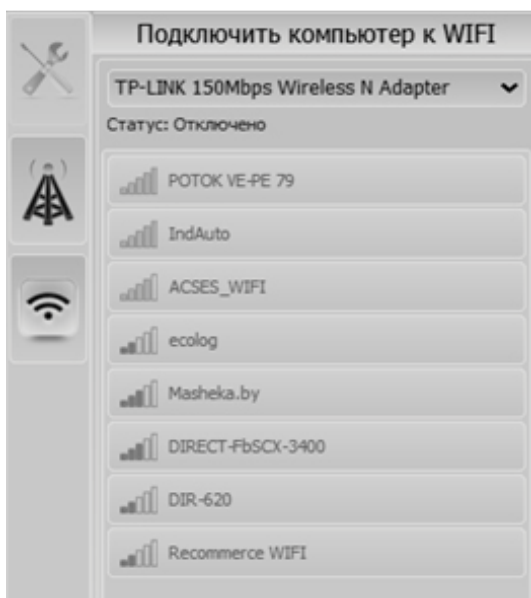 Подключить компьютер к WIFI
TP-LINK 150Mbps Wireless N Adapter
Статус: Отключено
POTOK VE-PE 79
IndAuto
ACSES_WIFI
ecolog
Masheka.by
DIRECT-FbSCX-3400
DIR-620
Recommerce WIFI